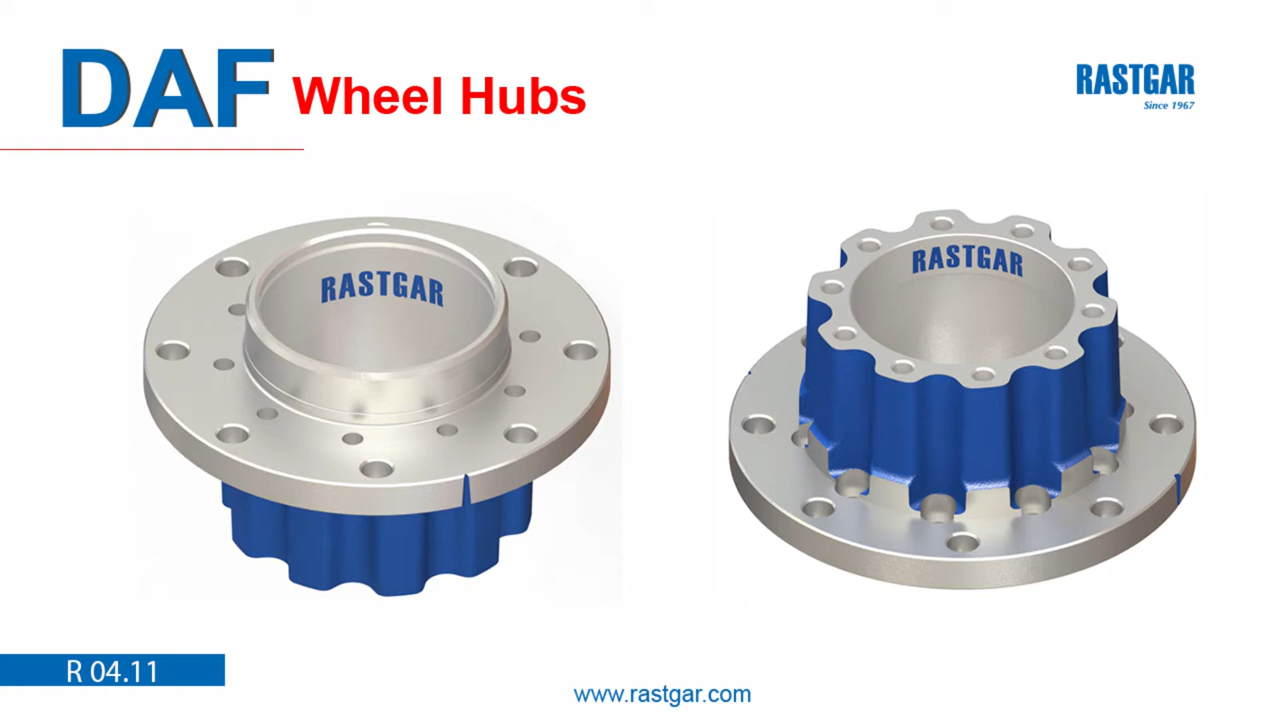 DAF Wheel Hubs
RASTGAR
Since 1967
RASTGAR
RASTGAR
R 04.11
www.rastgar.com